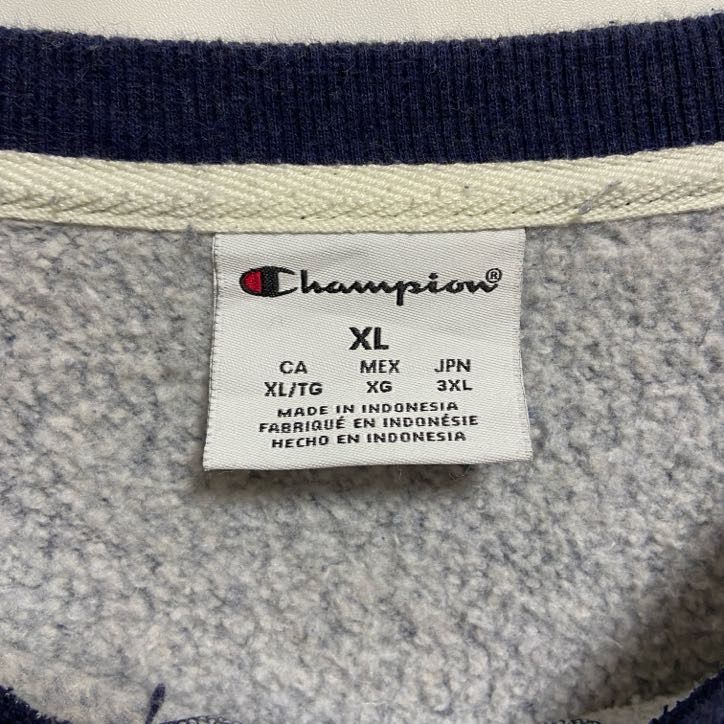 Champion®
XL
CA MEX JPN
XL/TG XG 3XL
MADE IN INDONESIA
FABRIQUÉ EN INDONÉSIE
HECHO EN INDONESIA